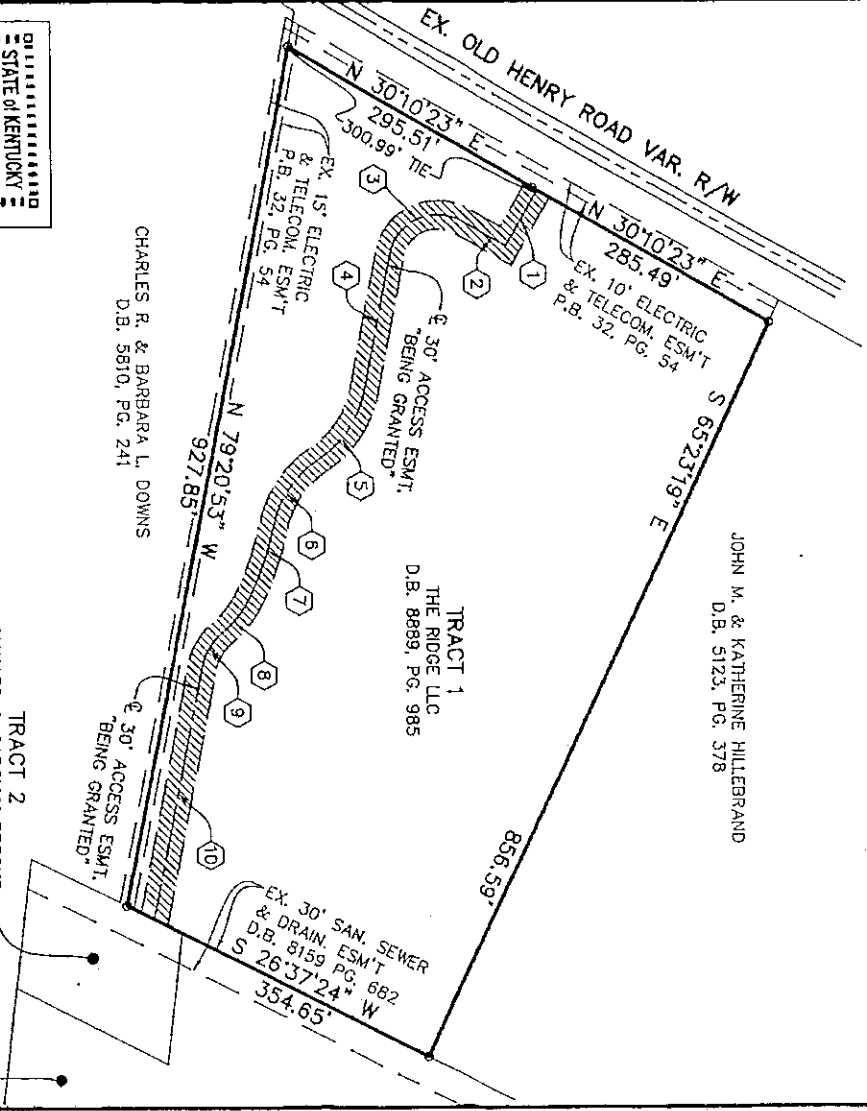 EX. OLD HENRY ROAD VAR. R/W
N 30°10'23" E
295.51'
300.99' TIE
N 30°10'23" E
285.49'
EX. 10' ELECTRIC
& TELECOM. ESM'T
P.B. 32, PG. 54
S 65°23'19" E
856.59'
JOHN M. & KATHERINE HILLEBRAND
D.B. 5123, PG. 378
EX. 15' ELECTRIC
& TELECOM. ESM'T
P.B. 32, PG. 54
1
2
3
4
5
6
7
8
9
10
℄ 30' ACCESS ESMT.
"BEING GRANTED"
TRACT 1
THE RIDGE LLC
D.B. 8889, PG. 985
N 79°20'53" W
927.85'
CHARLES R. & BARBARA L. DOWNS
D.B. 5810, PG. 241
℄ 30' ACCESS ESMT.
"BEING GRANTED"
EX. 30' SAN. SEWER
& DRAIN. ESM'T
D.B. 8159 PG. 682
S 26°37'24" W
354.65'
TRACT 2
STATE of KENTUCKY